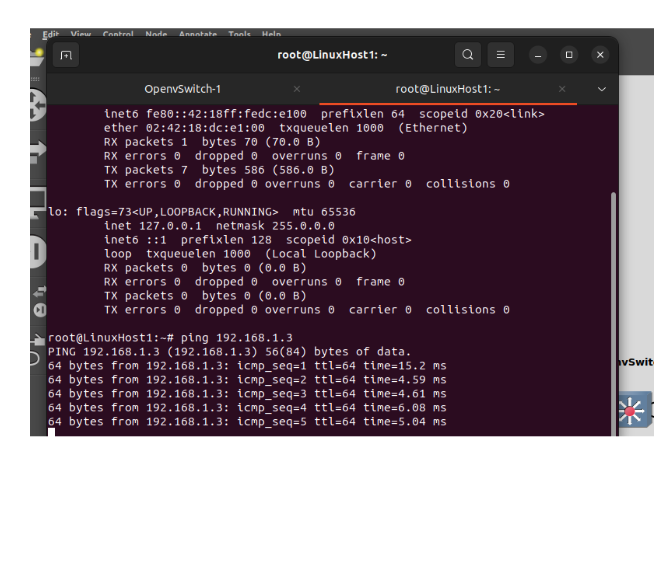 Edit View Control Node Annotate Tools Help
root@LinuxHost1: ~
OpenvSwitch-1 × root@LinuxHost1: ~ ×
inet6 fe80::42:18ff:fedc:e100 prefixlen 64 scopeid 0x20<link>
ether 02:42:18:dc:e1:00 txqueuelen 1000 (Ethernet)
RX packets 1 bytes 70 (70.0 B)
RX errors 0 dropped 0 overruns 0 frame 0
TX packets 7 bytes 586 (586.0 B)
TX errors 0 dropped 0 overruns 0 carrier 0 collisions 0
lo: flags=73<UP,LOOPBACK,RUNNING> mtu 65536
inet 127.0.0.1 netmask 255.0.0.0
inet6 ::1 prefixlen 128 scopeid 0x10<host>
loop txqueuelen 1000 (Local Loopback)
RX packets 0 bytes 0 (0.0 B)
RX errors 0 dropped 0 overruns 0 frame 0
TX packets 0 bytes 0 (0.0 B)
TX errors 0 dropped 0 overruns 0 carrier 0 collisions 0
root@LinuxHost1:~# ping 192.168.1.3
PING 192.168.1.3 (192.168.1.3) 56(84) bytes of data.
64 bytes from 192.168.1.3: icmp_seq=1 ttl=64 time=15.2 ms
64 bytes from 192.168.1.3: icmp_seq=2 ttl=64 time=4.59 ms
64 bytes from 192.168.1.3: icmp_seq=3 ttl=64 time=4.61 ms
64 bytes from 192.168.1.3: icmp_seq=4 ttl=64 time=6.08 ms
64 bytes from 192.168.1.3: icmp_seq=5 ttl=64 time=5.04 ms
nvSwit